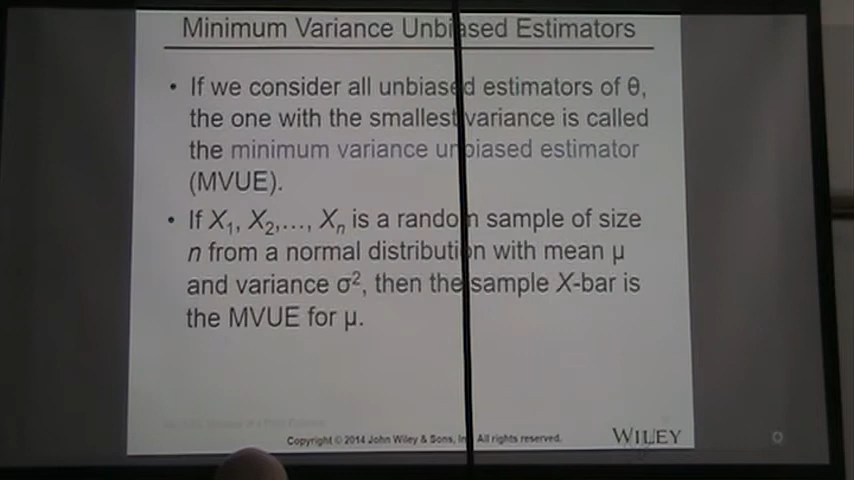 Minimum Variance Unbiased Estimators
• If we consider all unbiased estimators of θ,
the one with the smallest variance is called
the minimum variance unbiased estimator
(MVUE).
• If X₁, X₂,…, Xₙ is a random sample of size
n from a normal distribution with mean μ
and variance σ², then the sample X-bar is
the MVUE for μ.
Copyright © 2014 John Wiley & Sons, Inc. All rights reserved.
WILEY